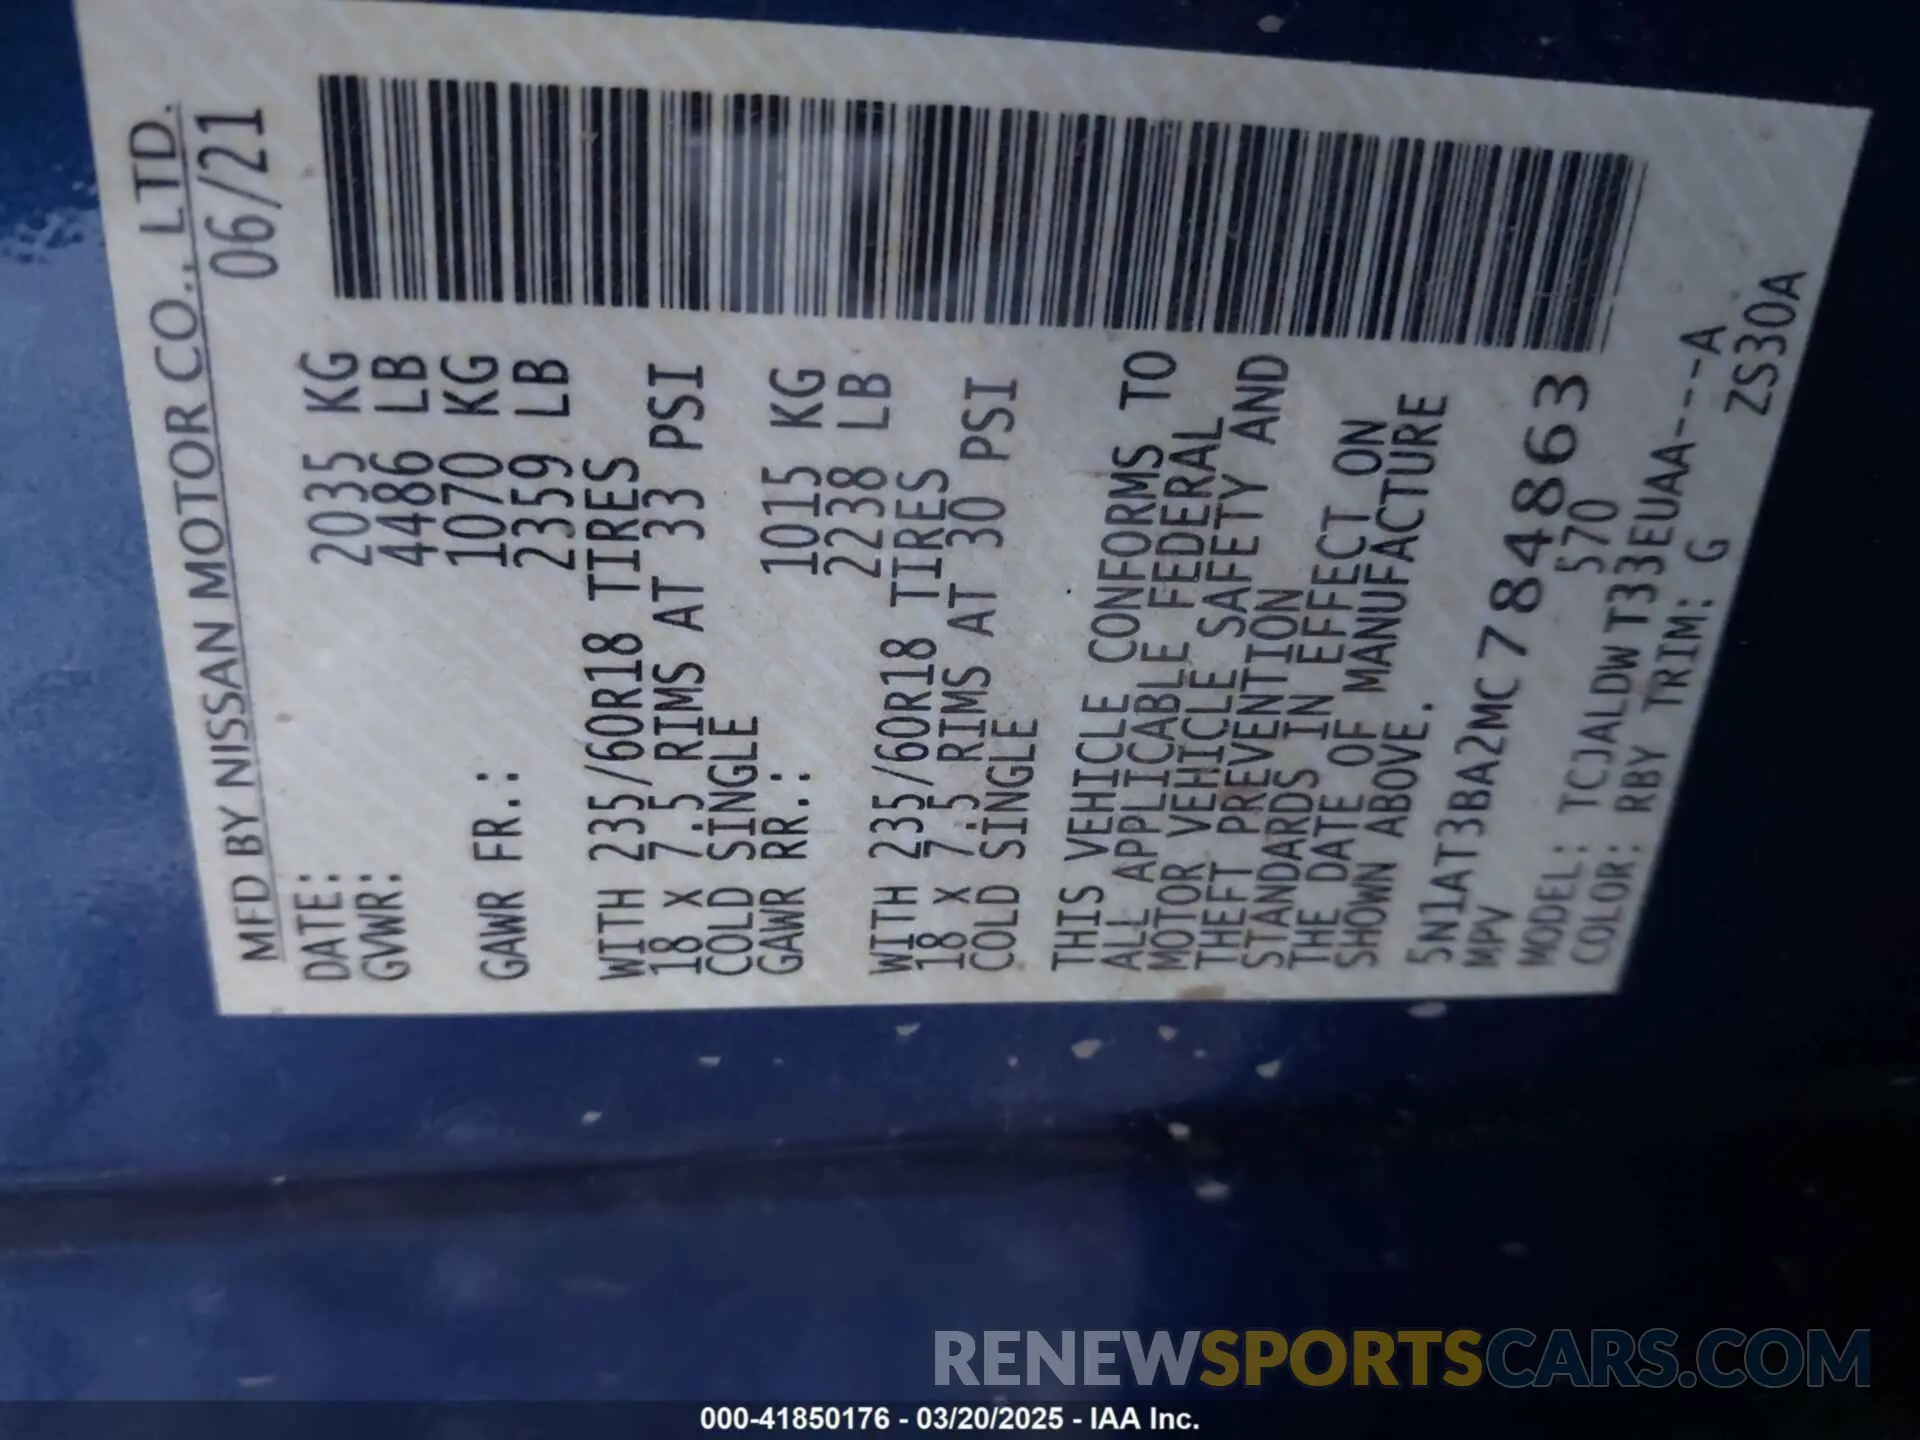 MFD BY NISSAN MOTOR CO., LTD.
DATE: 06/21
GVWR: 2035 KG
4486 LB
GAWR FR.: 1070 KG
2359 LB
WITH 235/60R18 TIRES
18 X 7.5 RIMS AT 33 PSI
COLD SINGLE
GAWR RR.: 1015 KG
2238 LB
WITH 235/60R18 TIRES
18 X 7.5 RIMS AT 30 PSI
COLD SINGLE
THIS VEHICLE CONFORMS TO
ALL APPLICABLE FEDERAL
MOTOR VEHICLE SAFETY AND
THEFT PREVENTION
STANDARDS IN EFFECT ON
THE DATE OF MANUFACTURE
SHOWN ABOVE.
5N1AT3BA2MC784863
MPV 570
MODEL: TCJALDWT33EUAA----A
COLOR: RBY TRIM: G ZS30A
RENEWSPORTSCARS.COM
000-41850176 - 03/20/2025 - IAA Inc.